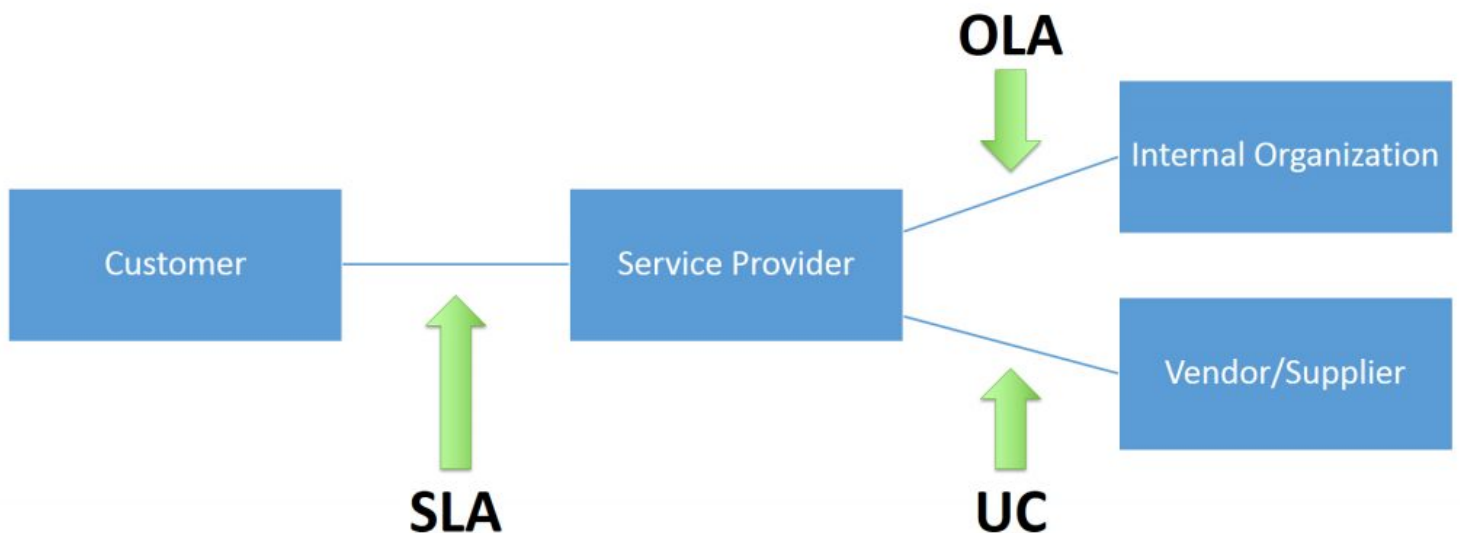 OLA
Internal Organization
Customer
Service Provider
Vendor/Supplier
SLA
UC